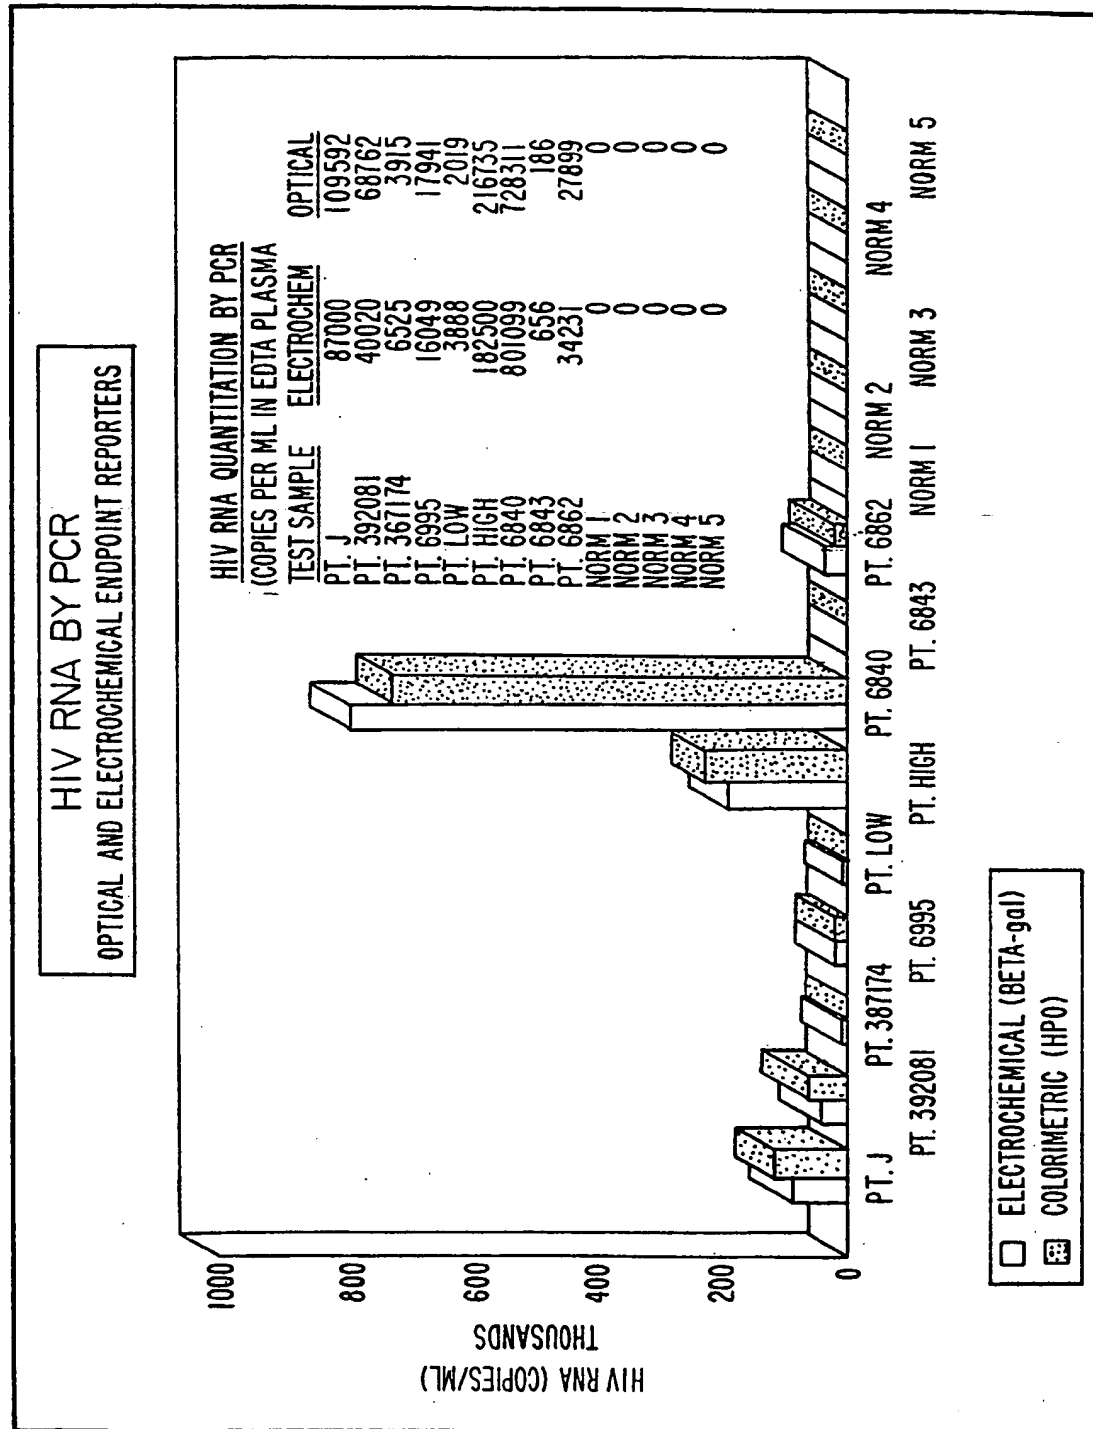 HIV RNA BY PCR
OPTICAL AND ELECTROCHEMICAL ENDPOINT REPORTERS
HIV RNA QUANTITATION BY PCR
(COPIES PER ML IN EDTA PLASMA
TEST SAMPLE ELECTROCHEM OPTICAL
PT. J 87000 109592
PT. 392081 40020 68762
PT. 367174 6525 3915
PT. 6995 16049 17941
PT. LOW 3888 2019
PT. HIGH 182500 216735
PT. 6840 801099 728311
PT. 6843 656 186
PT. 6862 34231 27899
NORM 1 0 0
NORM 2 0 0
NORM 3 0 0
NORM 4 0 0
NORM 5 0 0
HIV RNA (COPIES/ML)
THOUSANDS
1000
800
600
400
200
0
PT. J
PT. 392081
PT. 387174
PT. 6995
PT. LOW
PT. HIGH
PT. 6840
PT. 6843
PT. 6862
NORM 1
NORM 2
NORM 3
NORM 4
NORM 5
ELECTROCHEMICAL (BETA-gal)
COLORIMETRIC (HPO)